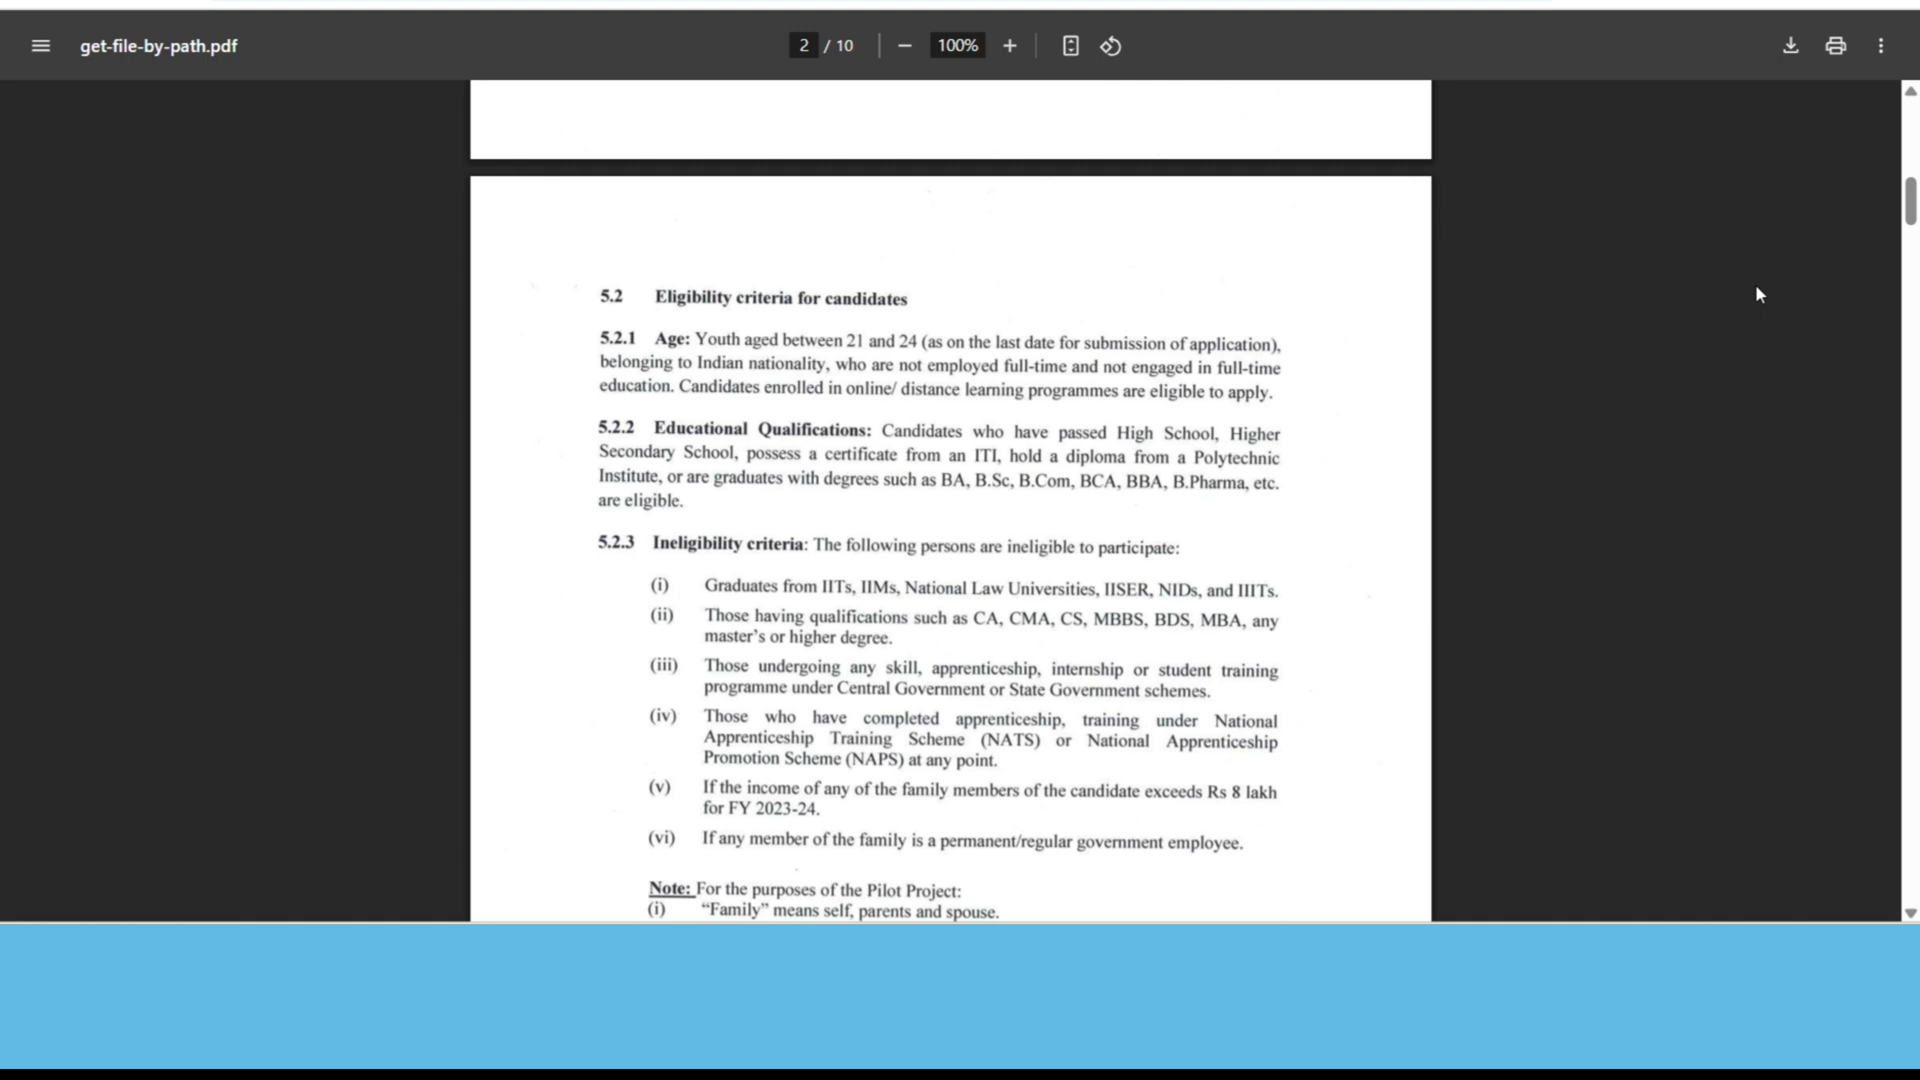 get-file-by-path.pdf
2 / 10
100%
5.2 Eligibility criteria for candidates
5.2.1 Age: Youth aged between 21 and 24 (as on the last date for submission of application),
belonging to Indian nationality, who are not employed full-time and not engaged in full-time
education. Candidates enrolled in online/ distance learning programmes are eligible to apply.
5.2.2 Educational Qualifications: Candidates who have passed High School, Higher
Secondary School, possess a certificate from an ITI, hold a diploma from a Polytechnic
Institute, or are graduates with degrees such as BA, B.Sc, B.Com, BCA, BBA, B.Pharma, etc.
are eligible.
5.2.3 Ineligibility criteria: The following persons are ineligible to participate:
(i) Graduates from IITs, IIMs, National Law Universities, IISER, NIDs, and IIITs.
(ii) Those having qualifications such as CA, CMA, CS, MBBS, BDS, MBA, any
master's or higher degree.
(iii) Those undergoing any skill, apprenticeship, internship or student training
programme under Central Government or State Government schemes.
(iv) Those who have completed apprenticeship, training under National
Apprenticeship Training Scheme (NATS) or National Apprenticeship
Promotion Scheme (NAPS) at any point.
(v) If the income of any of the family members of the candidate exceeds Rs 8 lakh
for FY 2023-24.
(vi) If any member of the family is a permanent/regular government employee.
Note: For the purposes of the Pilot Project:
(i) “Family” means self, parents and spouse.